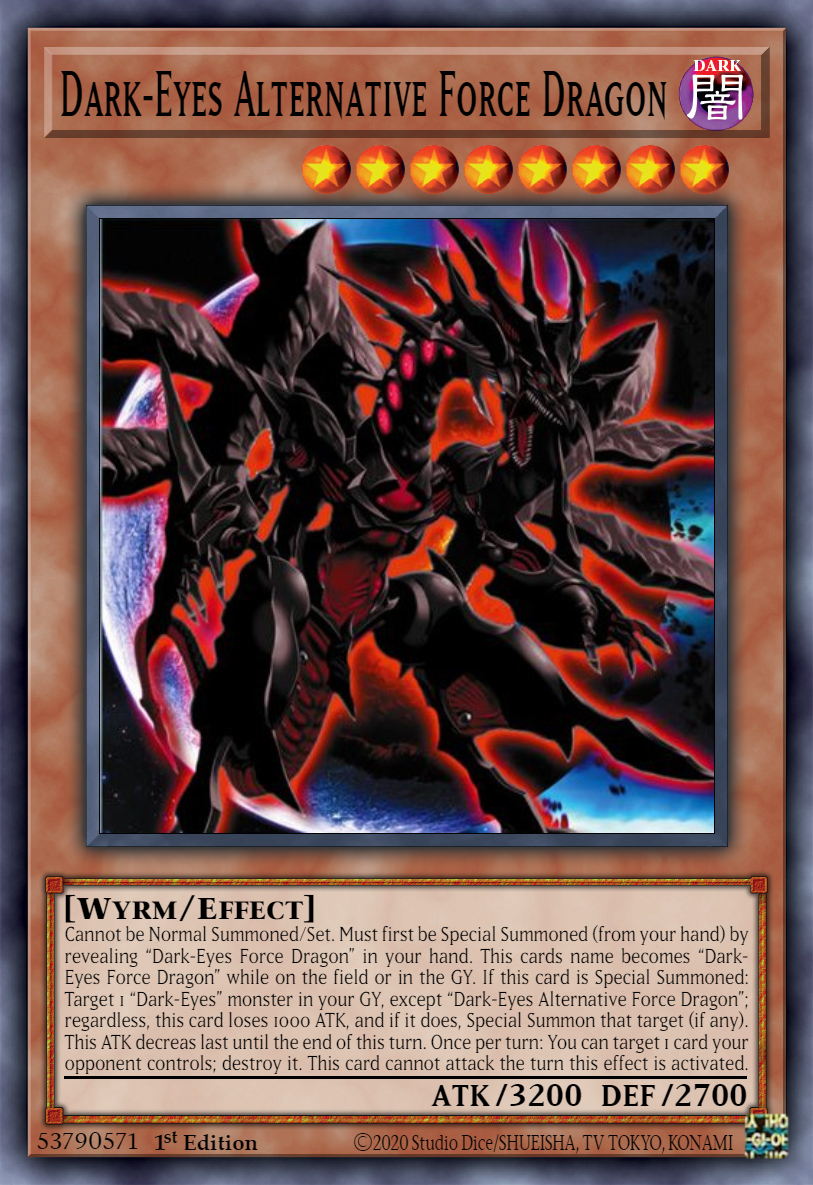 Dark-Eyes Alternative Force Dragon
DARK
闇
[Wyrm/Effect]
Cannot be Normal Summoned/Set. Must first be Special Summoned (from your hand) by
revealing “Dark-Eyes Force Dragon” in your hand. This cards name becomes “Dark-
Eyes Force Dragon” while on the field or in the GY. If this card is Special Summoned:
Target 1 “Dark-Eyes” monster in your GY, except “Dark-Eyes Alternative Force Dragon”;
regardless, this card loses 1000 ATK, and if it does, Special Summon that target (if any).
This ATK decreas last until the end of this turn. Once per turn: You can target 1 card your
opponent controls; destroy it. This card cannot attack the turn this effect is activated.
ATK/3200 DEF/2700
53790571 1st Edition ©2020 Studio Dice/SHUEISHA, TV TOKYO, KONAMI